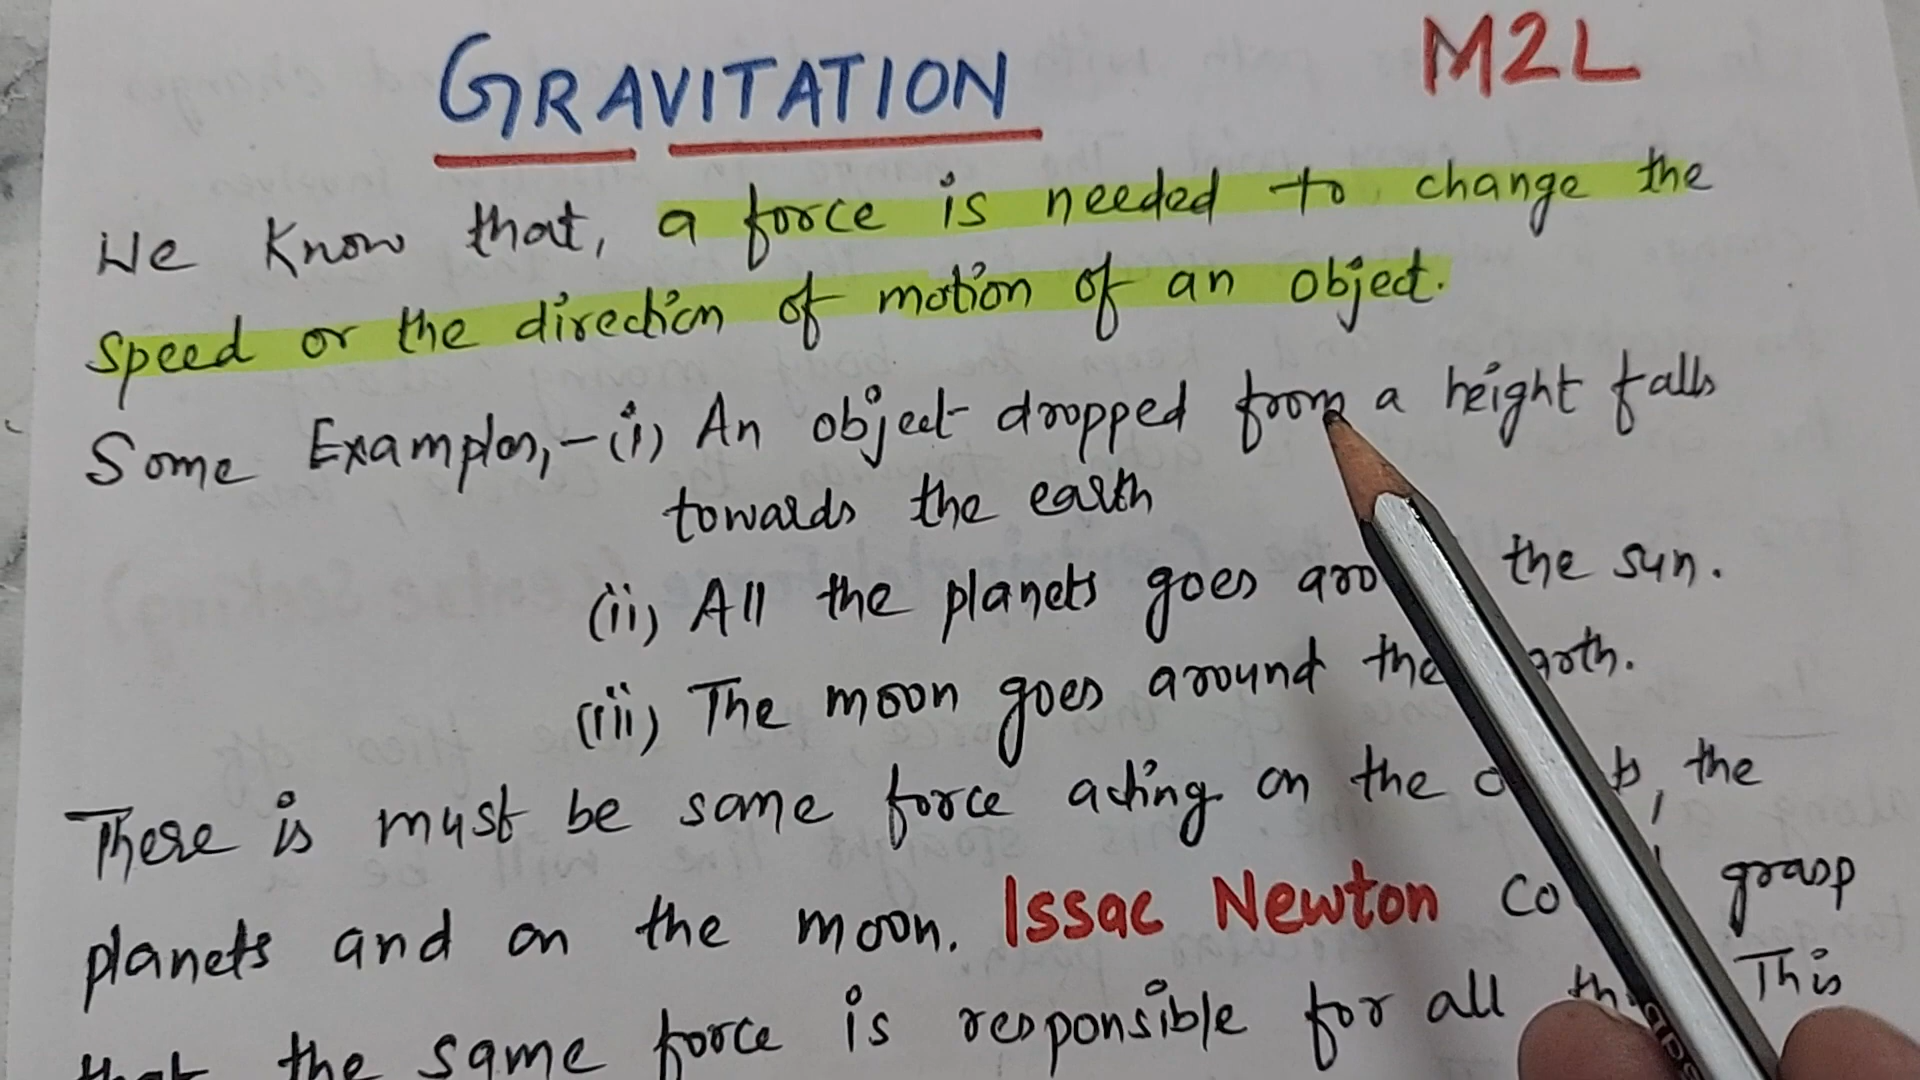 GRAVITATION M2L
We know that, a force is needed to change the
speed or the direction of motion of an object.
Some Examples,-(i) An object dropped from a height falls
towards the earth
(ii) All the planets goes the sun.
(iii) The moon goes around the
There is must be some force acting on the the
planets and on the moon. Issac Newton grasp
that the same force is responsible for all This